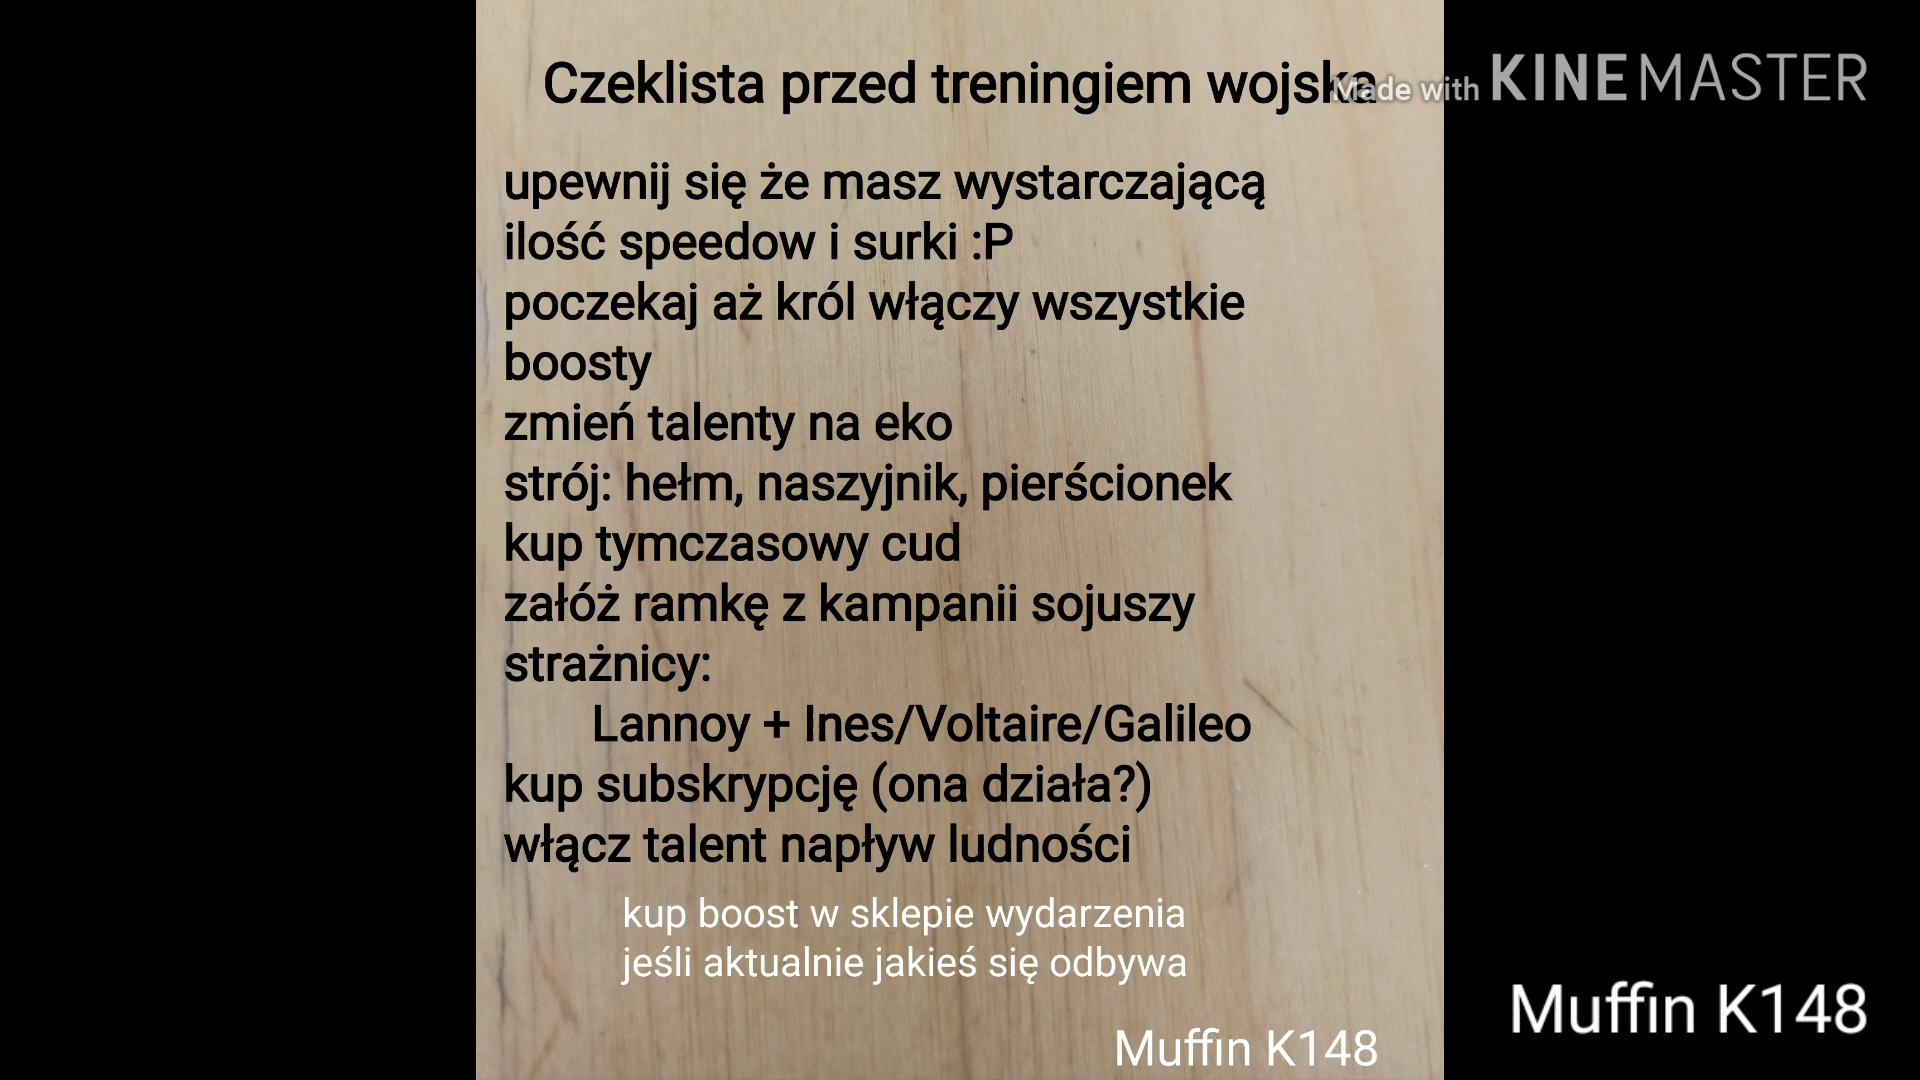 Czeklista przed treningiem wojska
Made with KINEMASTER
upewnij się że masz wystarczającą
ilość speedow i surki :P
poczekaj aż król włączy wszystkie
boosty
zmień talenty na eko
strój: hełm, naszyjnik, pierścionek
kup tymczasowy cud
załóż ramkę z kampanii sojuszy
strażnicy:
Lannoy + Ines/Voltaire/Galileo
kup subskrypcję (ona działa?)
włącz talent napływ ludności
kup boost w sklepie wydarzenia
jeśli aktualnie jakieś się odbywa
Muffin K148
Muffin K148